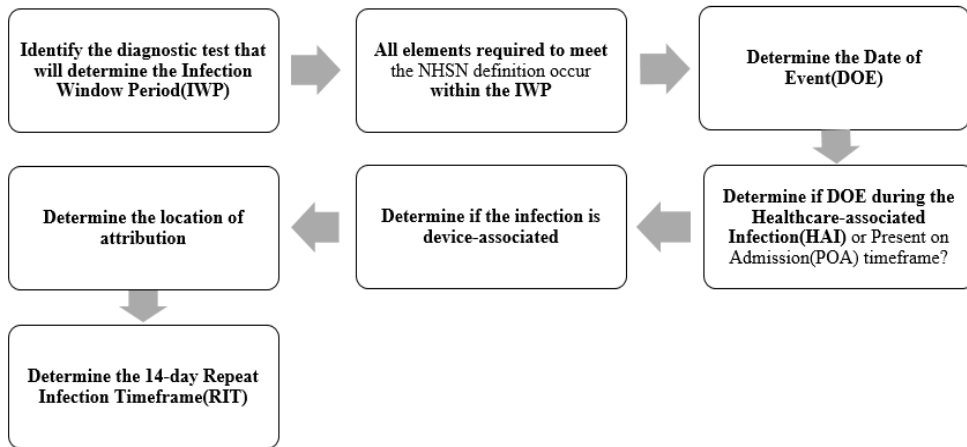 Identify the diagnostic test that
will determine the Infection
Window Period(IWP)
All elements required to meet
the NHSN definition occur
within the IWP
Determine the Date of
Event(DOE)
Determine if DOE during the
Healthcare-associated
Infection(HAI) or Present on
Admission(POA) timeframe?
Determine if the infection is
device-associated
Determine the location of
attribution
Determine the 14-day Repeat
Infection Timeframe(RIT)